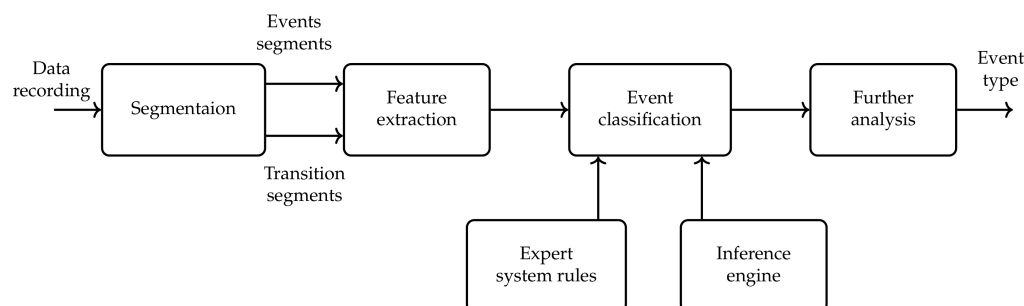 Data
recording
Segmentaion
Events
segments
Transition
segments
Feature
extraction
Event
classification
Further
analysis
Event
type
Expert
system rules
Inference
engine